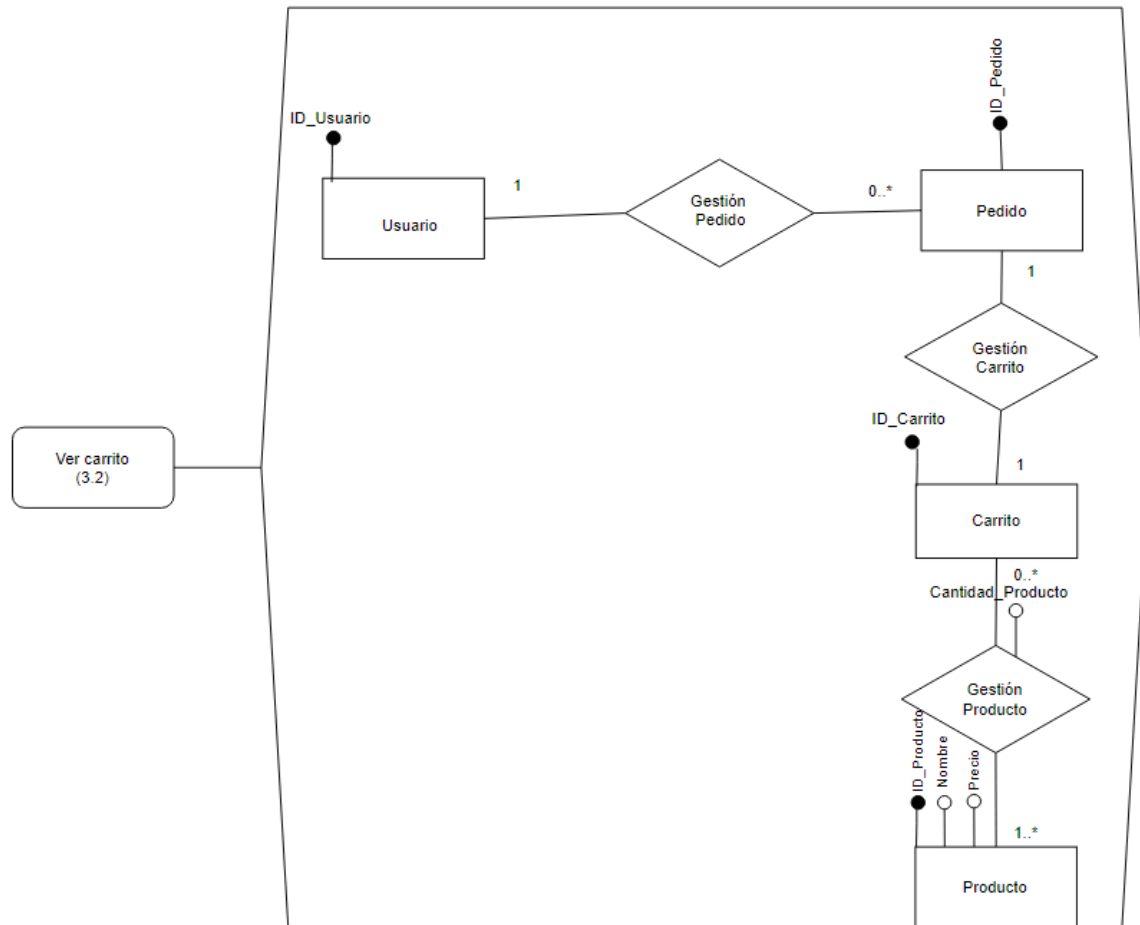 ID_Pedido
ID_Usuario
1
0..*
Usuario
Gestión
Pedido
Pedido
1
Gestión
Carrito
ID_Carrito
Ver carrito
(3.2)
1
Carrito
0..*
Cantidad_Producto
Gestión
Producto
ID_Producto
Nombre
Precio
1..*
Producto